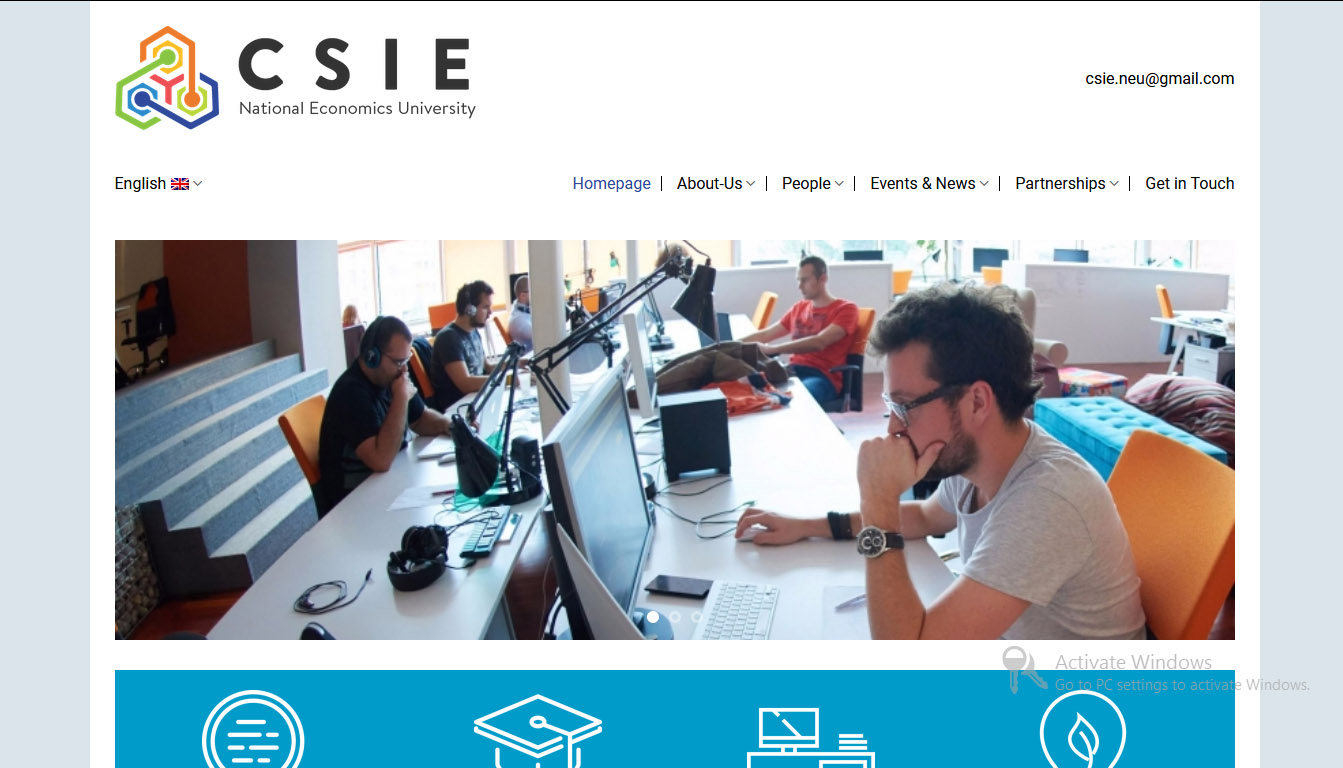 CSIE
National Economics University
csie.neu@gmail.com
English
Homepage About-Us People Events & News Partnerships Get in Touch
Activate Windows
Go to PC settings to activate Windows.